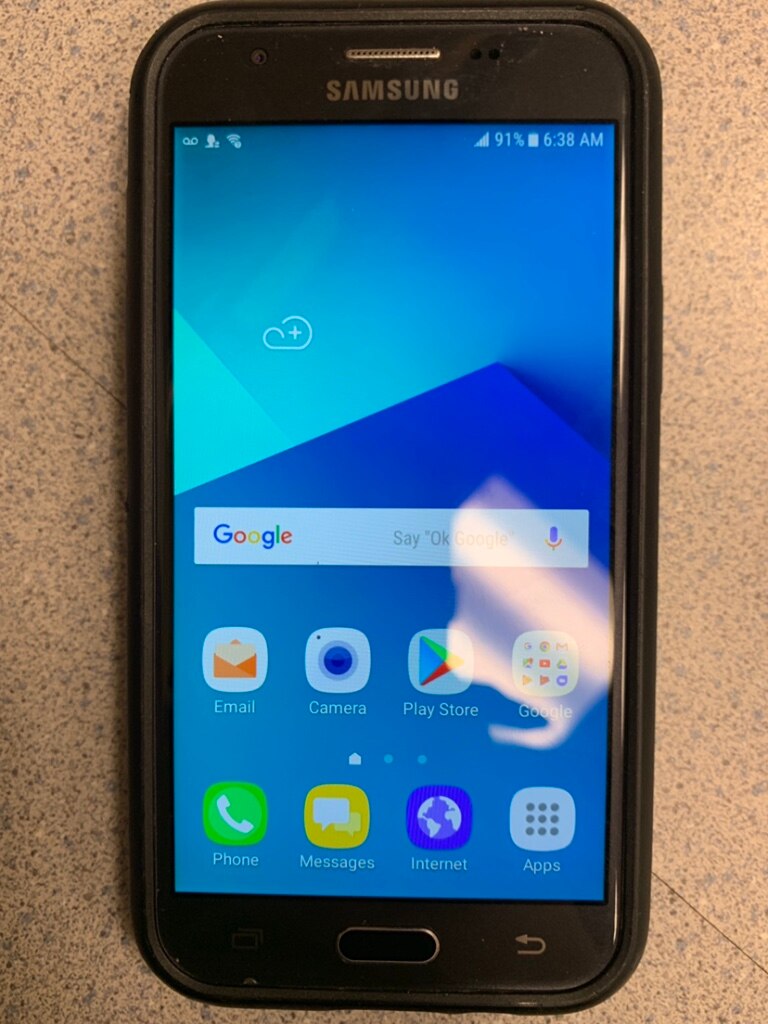 SAMSUNG
91% 6:38 AM
Google Say "Ok Google"
Email Camera Play Store Google
Phone Messages Internet Apps